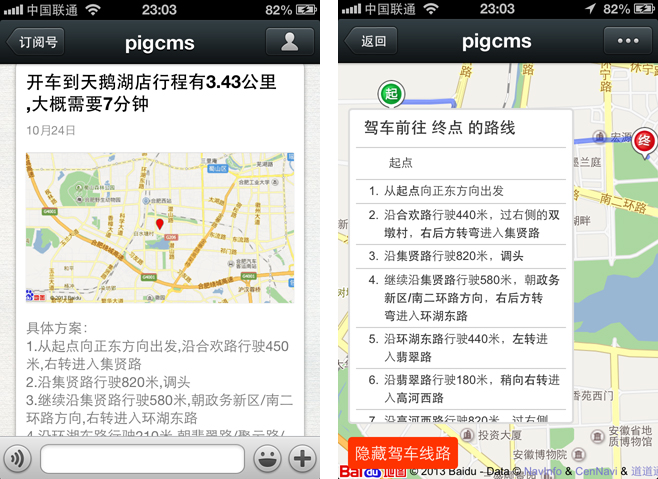 中国联通 23:03 82%
订阅号 pigcms
开车到天鹅湖店行程有3.43公里
,大概需要7分钟
10月24日
© 2013 Baidu
具体方案：
1.从起点向正东方向出发,沿合欢路行驶450
米,右转进入集贤路
2.沿集贤路行驶820米,调头
3.继续沿集贤路行驶580米,朝政务新区/南二
环路方向,右转进入环湖东路
4.沿环湖东路行驶210米,朝翡翠路/聚云路/
中国联通 23:03 82%
返回 pigcms
起
终
驾车前往 终点 的路线
起点
1. 从起点向正东方向出发
2. 沿合欢路行驶440米，过右侧的双
墩村，右后方转弯进入集贤路
3. 沿集贤路行驶820米，调头
4. 继续沿集贤路行驶580米，朝政务
新区/南二环路方向，右后方转
弯进入环湖东路
5. 沿环湖东路行驶440米，左转进
入翡翠路
6. 沿翡翠路行驶180米，稍向右转进
入高河西路
7. 沿高河西路行驶820米，过右侧
怀宁路
南二环路
投资大厦
安徽博物院
安徽省地
质博物馆
隐藏驾车线路
Bai du 地图 © 2013 Baidu - Data © NavInfo & CenNavi & 道道通